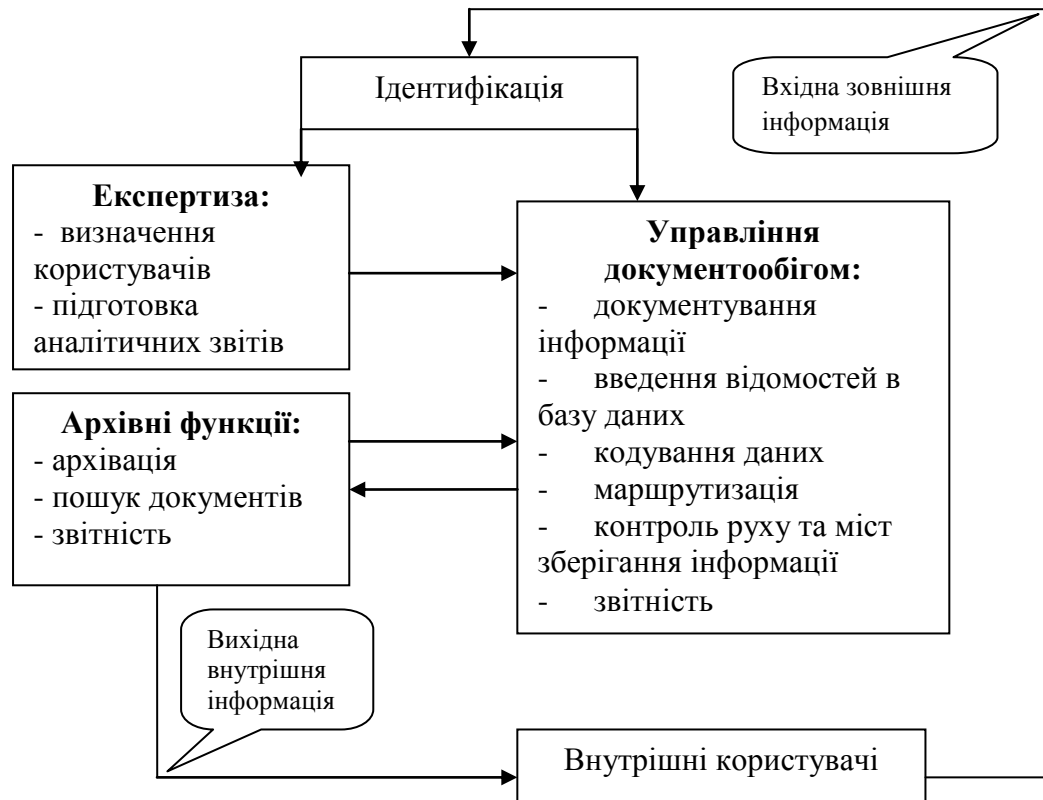 Ідентифікація
Вхідна зовнішня
інформація
Експертиза:
- визначення
користувачів
- підготовка
аналітичних звітів
Управління
документообігом:
- документування
інформації
- введення відомостей в
базу даних
- кодування даних
- маршрутизація
- контроль руху та міст
зберігання інформації
- звітність
Архівні функції:
- архівація
- пошук документів
- звітність
Вихідна
внутрішня
інформація
Внутрішні користувачі